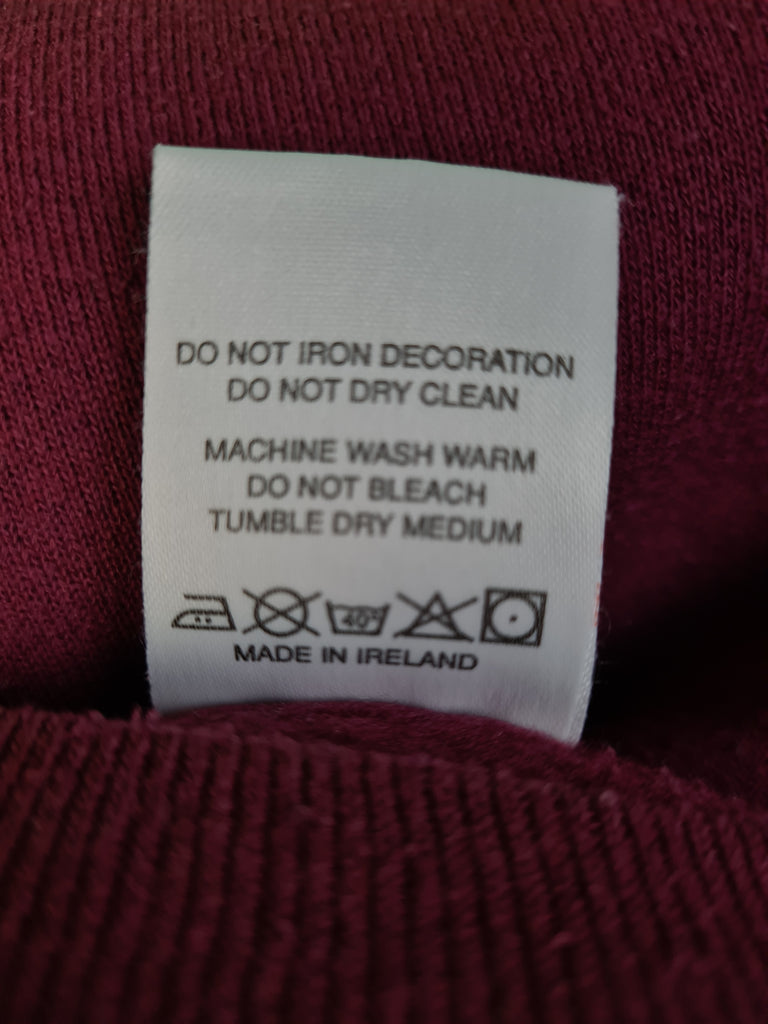 DO NOT IRON DECORATION
DO NOT DRY CLEAN
MACHINE WASH WARM
DO NOT BLEACH
TUMBLE DRY MEDIUM
40°
MADE IN IRELAND